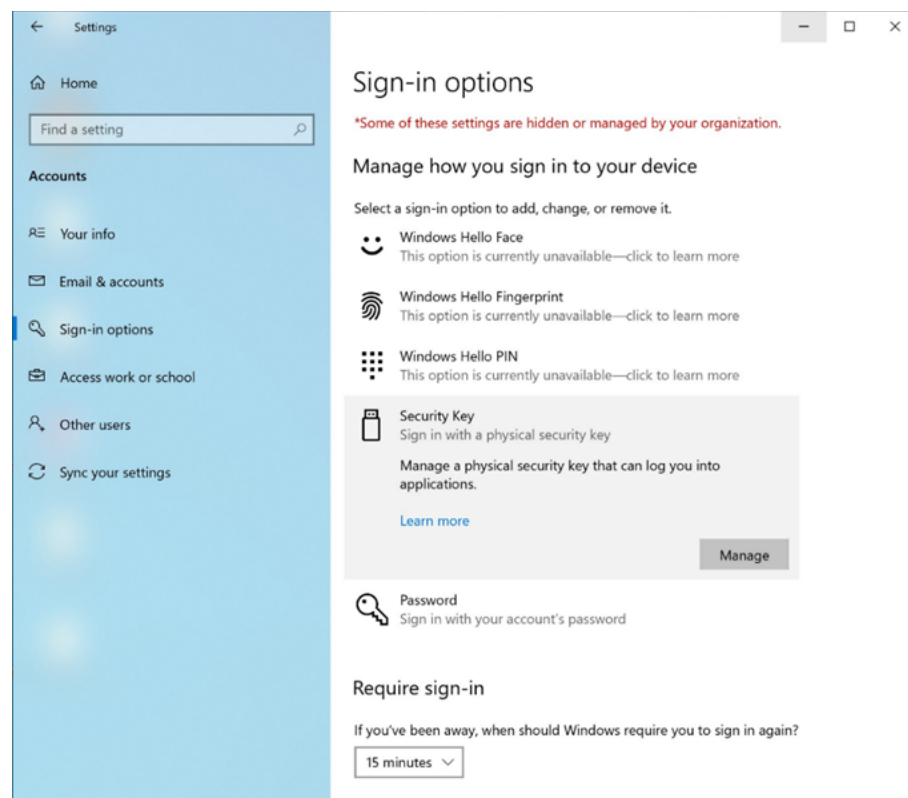 Settings
Home
Find a setting
Accounts
Your info
Email & accounts
Sign-in options
Access work or school
Other users
Sync your settings
Sign-in options
*Some of these settings are hidden or managed by your organization.
Manage how you sign in to your device
Select a sign-in option to add, change, or remove it.
Windows Hello Face
This option is currently unavailable—click to learn more
Windows Hello Fingerprint
This option is currently unavailable—click to learn more
Windows Hello PIN
This option is currently unavailable—click to learn more
Security Key
Sign in with a physical security key
Manage a physical security key that can log you into
applications.
Learn more
Manage
Password
Sign in with your account's password
Require sign-in
If you've been away, when should Windows require you to sign in again?
15 minutes